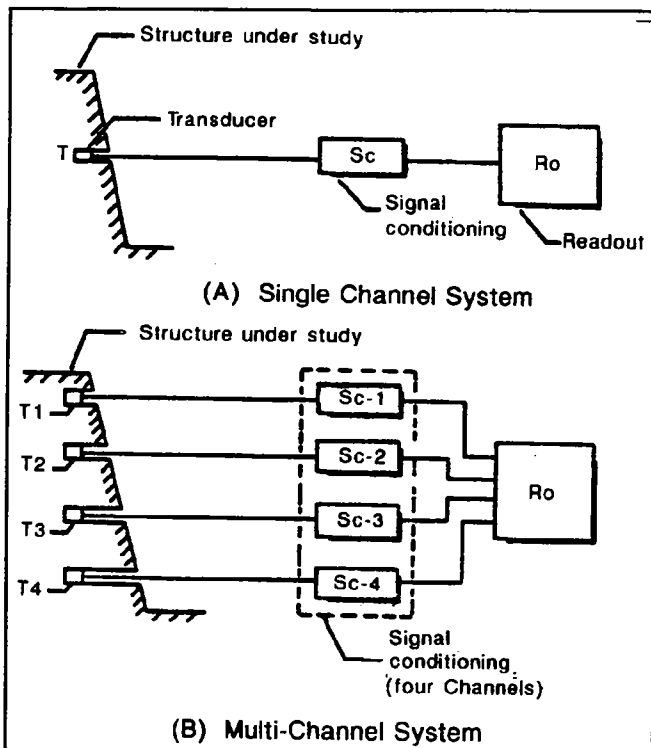 Structure under study
Transducer
T
Sc
Ro
Signal
conditioning
Readout
(A) Single Channel System
Structure under study
T1
Sc-1
T2
Sc-2
Ro
T3
Sc-3
T4
Sc-4
Signal
conditioning
(four Channels)
(B) Multi-Channel System